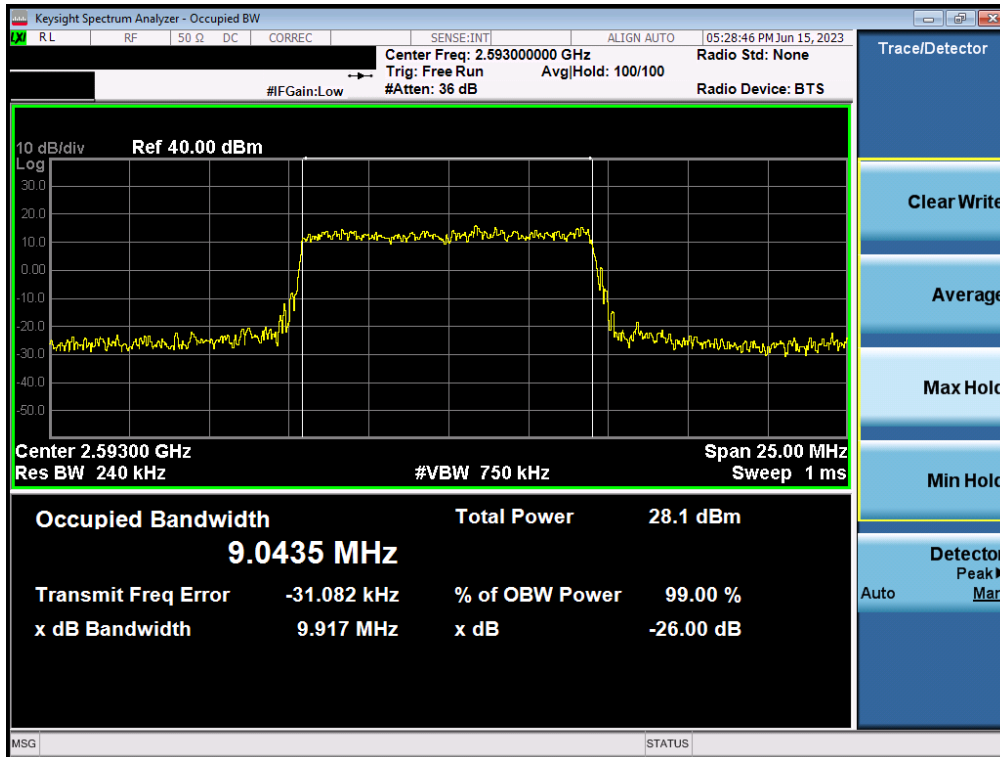 Keysight Spectrum Analyzer - Occupied BW
LXI RL RF 50 Ω DC CORREC SENSE:INT ALIGN AUTO 05:28:46 PM Jun 15, 2023
Center Freq: 2.593000000 GHz Radio Std: None
Trig: Free Run Avg|Hold: 100/100
#IFGain:Low #Atten: 36 dB Radio Device: BTS
10 dB/div Ref 40.00 dBm
Log
30.0
20.0
10.0
0.00
-10.0
-20.0
-30.0
-40.0
-50.0
Center 2.59300 GHz Span 25.00 MHz
Res BW 240 kHz #VBW 750 kHz Sweep 1 ms
Occupied Bandwidth Total Power 28.1 dBm
9.0435 MHz
Transmit Freq Error -31.082 kHz % of OBW Power 99.00 %
x dB Bandwidth 9.917 MHz x dB -26.00 dB
MSG STATUS
Trace/Detector
Clear Write
Average
Max Hold
Min Hold
Detector
Peak
Auto Man